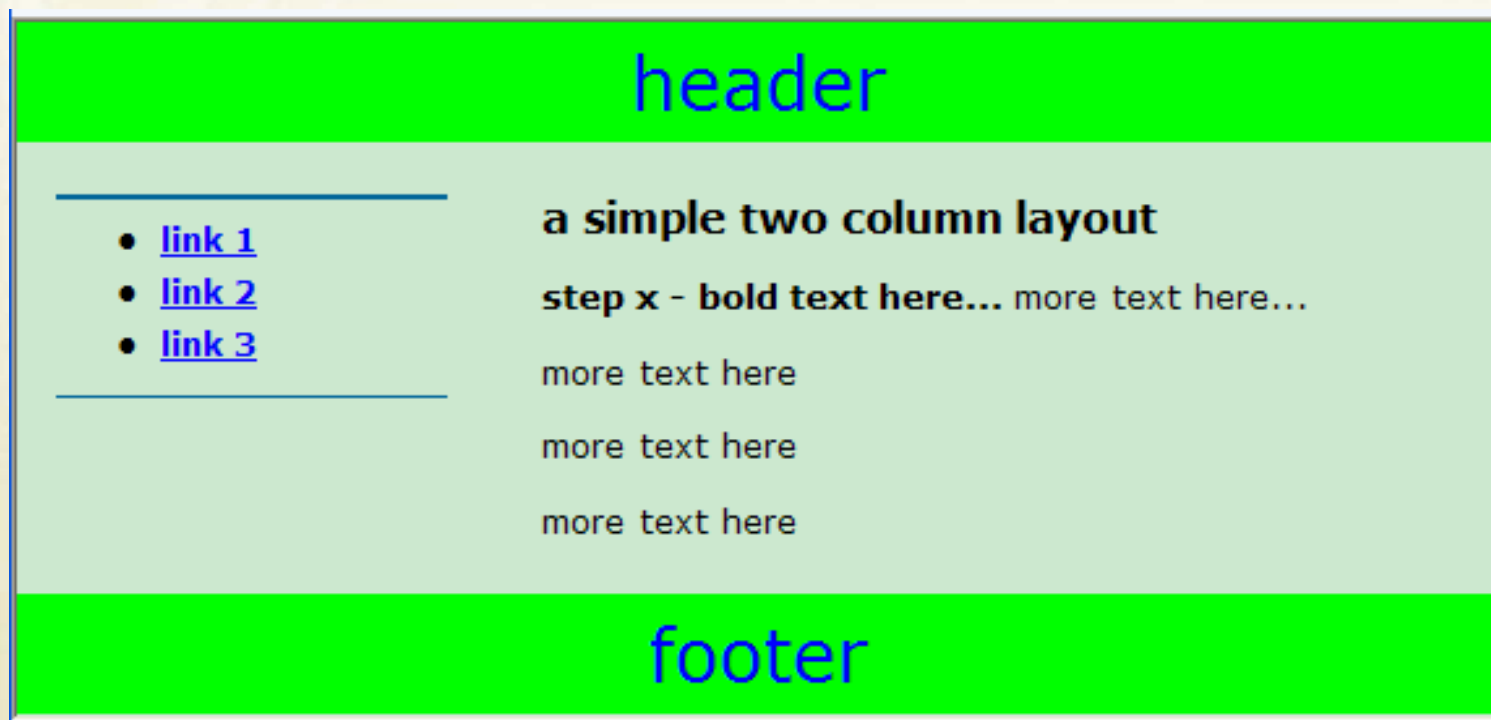 header
link 1
link 2
link 3
a simple two column layout
step x - bold text here... more text here...
more text here
more text here
more text here
footer